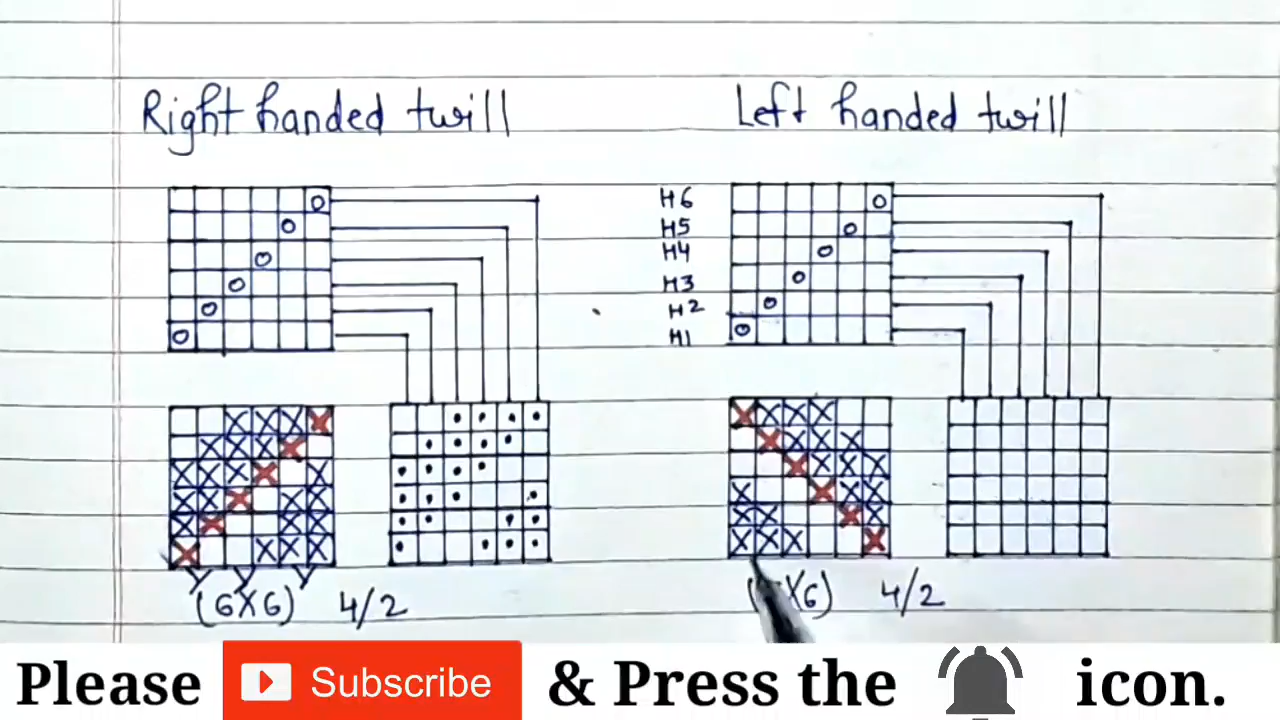 Right handed twill
Left handed twill
H6
H5
H4
H3
H2
H1
(6X6) 4/2
X6) 4/2
Please Subscribe & Press the icon.